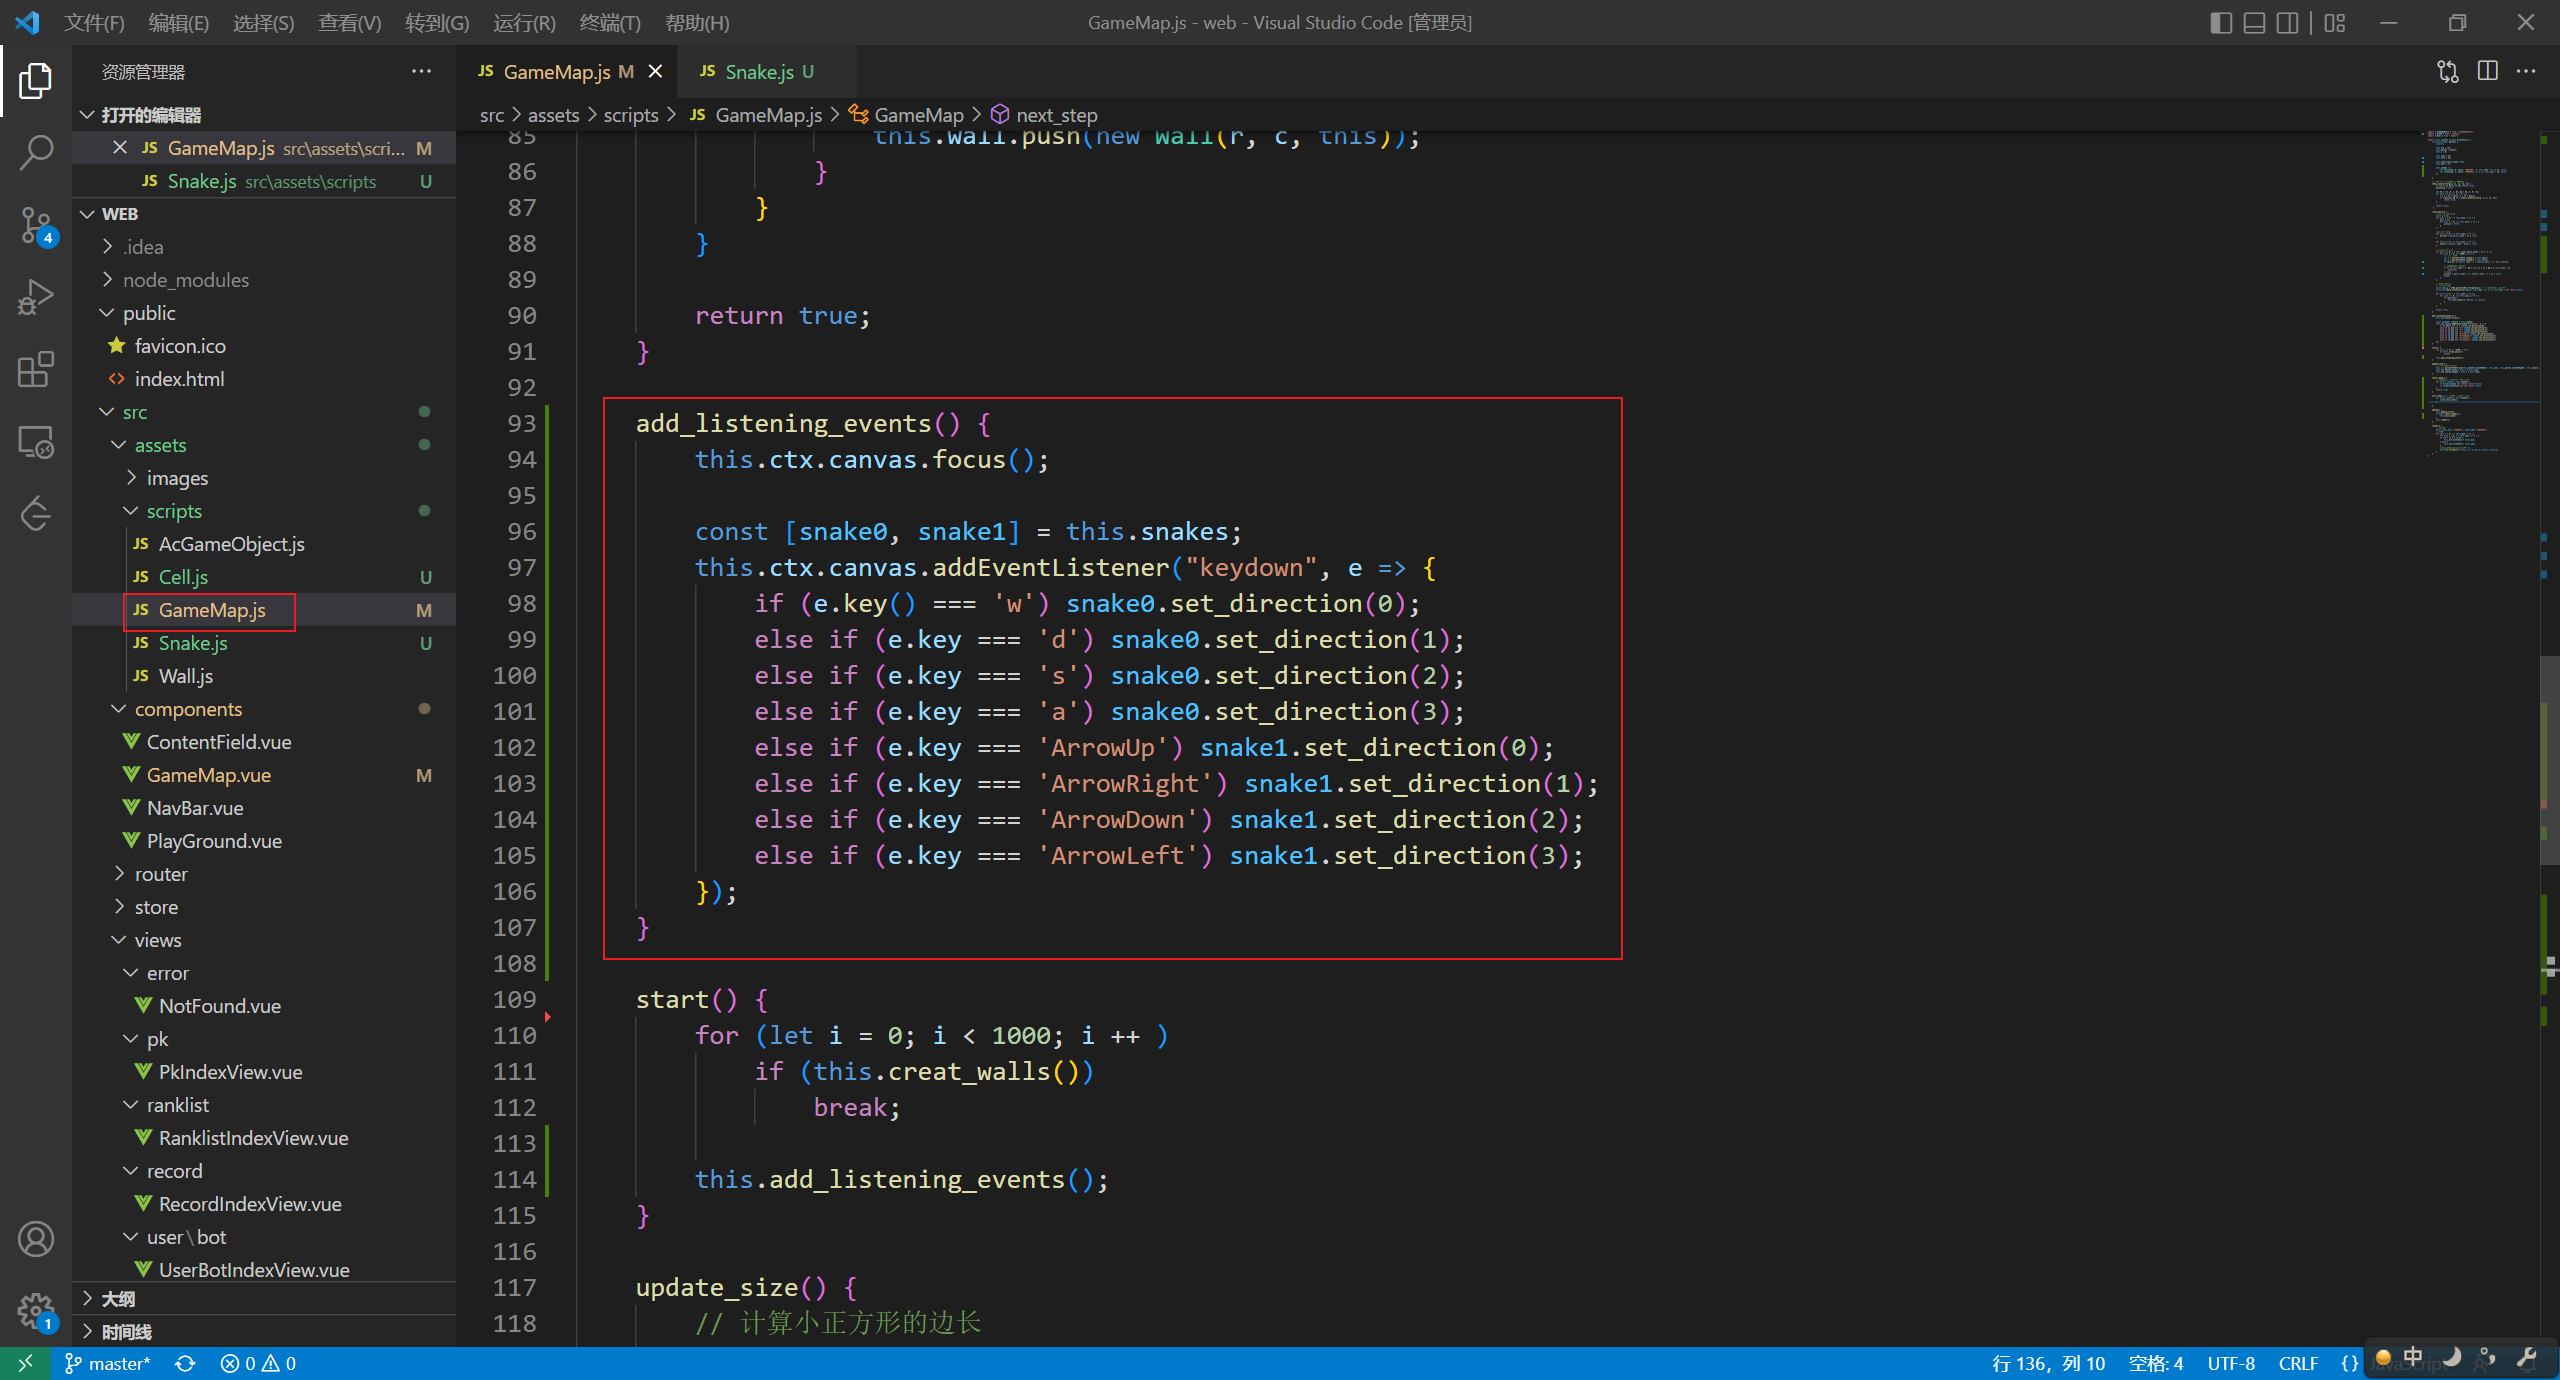 文件(F) 编辑(E) 选择(S) 查看(V) 转到(G) 运行(R) 终端(T) 帮助(H) GameMap.js - web - Visual Studio Code [管理员]
资源管理器
打开的编辑器
JS GameMap.js src\assets\scri... M
JS Snake.js src\assets\scripts U
WEB
.idea
node_modules
public
favicon.ico
index.html
src
assets
images
scripts
JS AcGameObject.js
JS Cell.js U
JS GameMap.js M
JS Snake.js U
JS Wall.js
components
ContentField.vue
GameMap.vue M
NavBar.vue
PlayGround.vue
router
store
views
error
NotFound.vue
pk
PkIndexView.vue
ranklist
RanklistIndexView.vue
record
RecordIndexView.vue
user\bot
UserBotIndexView.vue
大纲
时间线
4
1
JS GameMap.js M JS Snake.js U
src > assets > scripts > JS GameMap.js > GameMap > next_step
85 this.wall.push(new Wall(r, c, this));
86 }
87 }
88 }
89
90 return true;
91 }
92
93 add_listening_events() {
94 this.ctx.canvas.focus();
95
96 const [snake0, snake1] = this.snakes;
97 this.ctx.canvas.addEventListener("keydown", e => {
98 if (e.key() === 'w') snake0.set_direction(0);
99 else if (e.key === 'd') snake0.set_direction(1);
100 else if (e.key === 's') snake0.set_direction(2);
101 else if (e.key === 'a') snake0.set_direction(3);
102 else if (e.key === 'ArrowUp') snake1.set_direction(0);
103 else if (e.key === 'ArrowRight') snake1.set_direction(1);
104 else if (e.key === 'ArrowDown') snake1.set_direction(2);
105 else if (e.key === 'ArrowLeft') snake1.set_direction(3);
106 });
107 }
108
109 start() {
110 for (let i = 0; i < 1000; i ++ )
111 if (this.creat_walls())
112 break;
113
114 this.add_listening_events();
115 }
116
117 update_size() {
118 // 计算小正方形的边长
master* 0 0 行 136，列 10 空格: 4 UTF-8 CRLF {} JavaScript 中